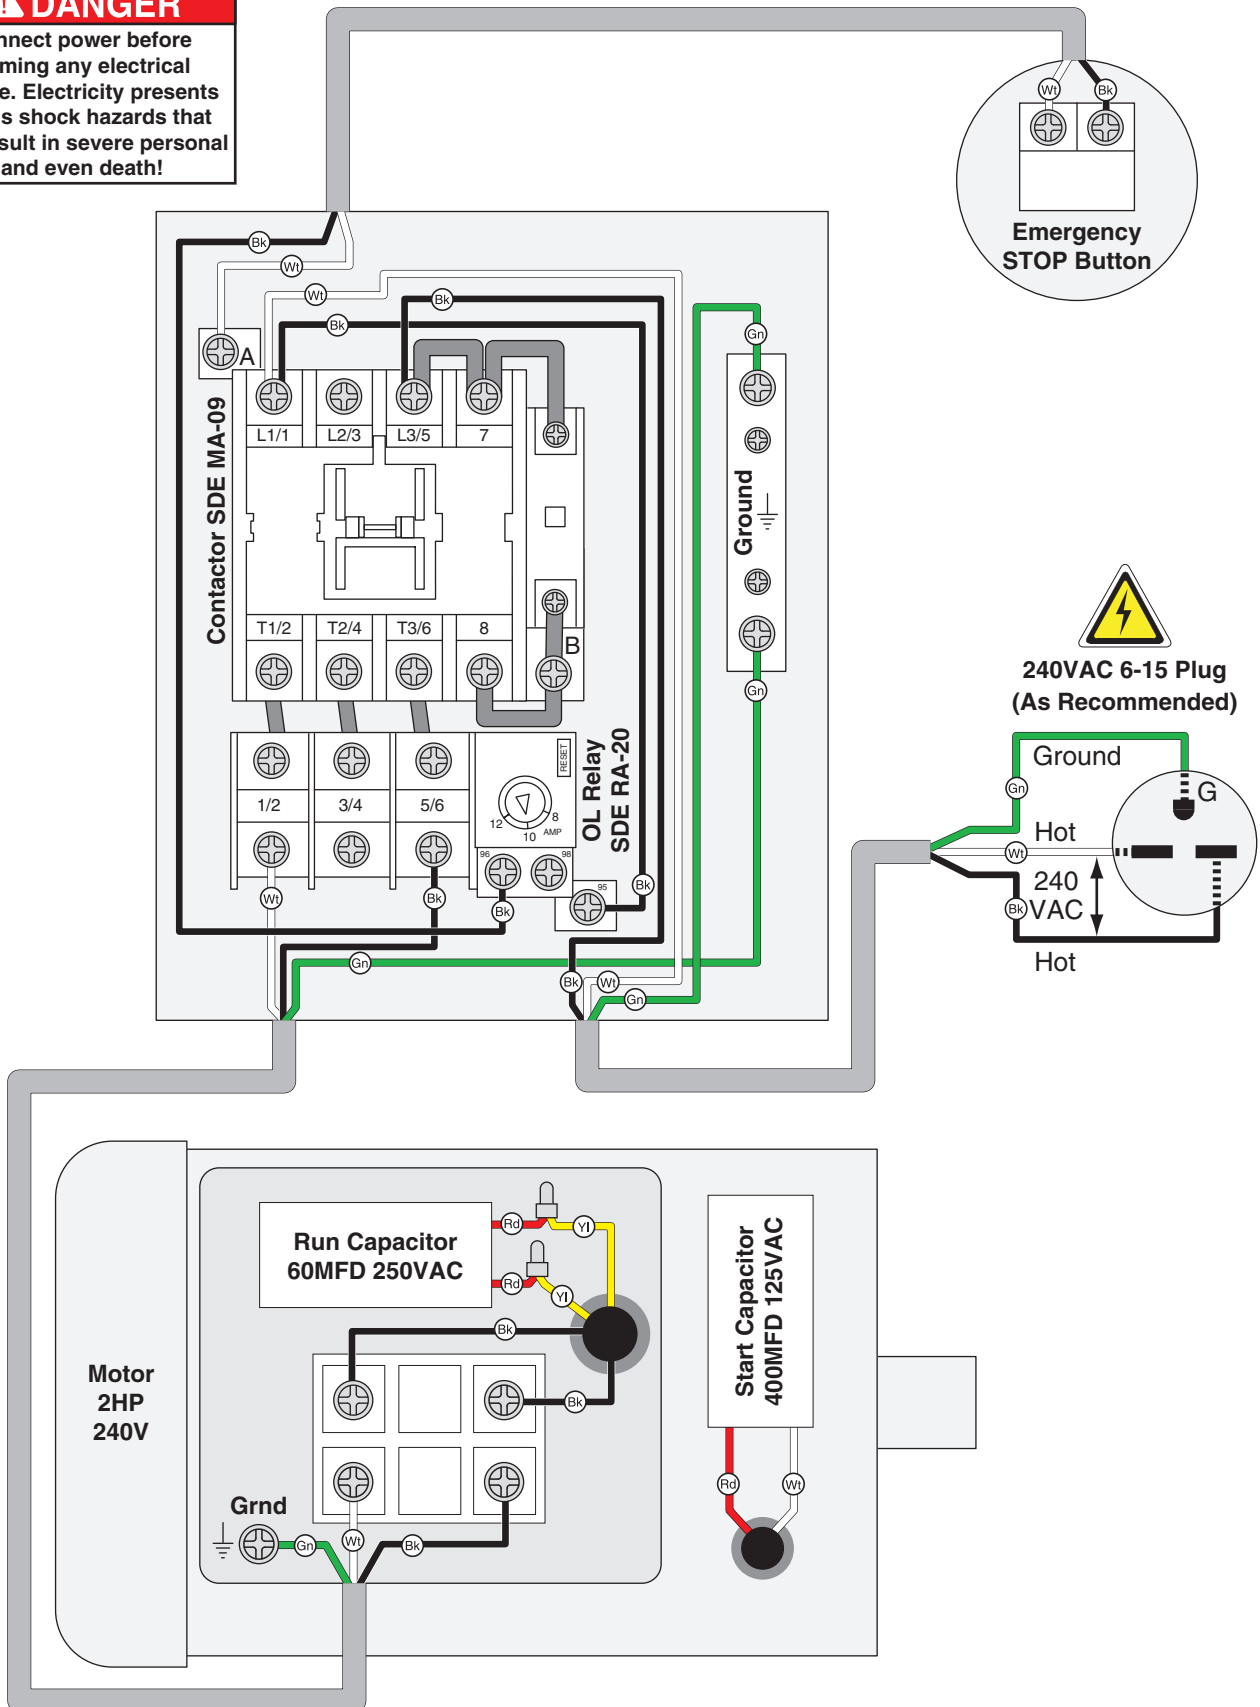 DANGER
nnect power before
ming any electrical
e. Electricity presents
s shock hazards that
sult in severe personal
and even death!
Wt
Bk
Emergency
STOP Button
Bk
Wt
Wt
Bk
Bk
Gn
A
L1/1
L2/3
L3/5
7
Contactor SDE MA-09
Ground
T1/2
T2/4
T3/6
8
B
Gn
240VAC 6-15 Plug
(As Recommended)
Ground
G
Gn
Hot
Wt
240
VAC
Bk
Hot
1/2
3/4
5/6
RESET
12
10
8
AMP
OL Relay
SDE RA-20
96
98
95
Wt
Bk
Bk
Bk
Gn
Bk
Wt
Gn
Run Capacitor
60MFD 250VAC
Rd
Yl
Rd
Yl
Bk
Bk
Start Capacitor
400MFD 125VAC
Motor
2HP
240V
Rd
Wt
Grnd
Gn
Wt
Bk